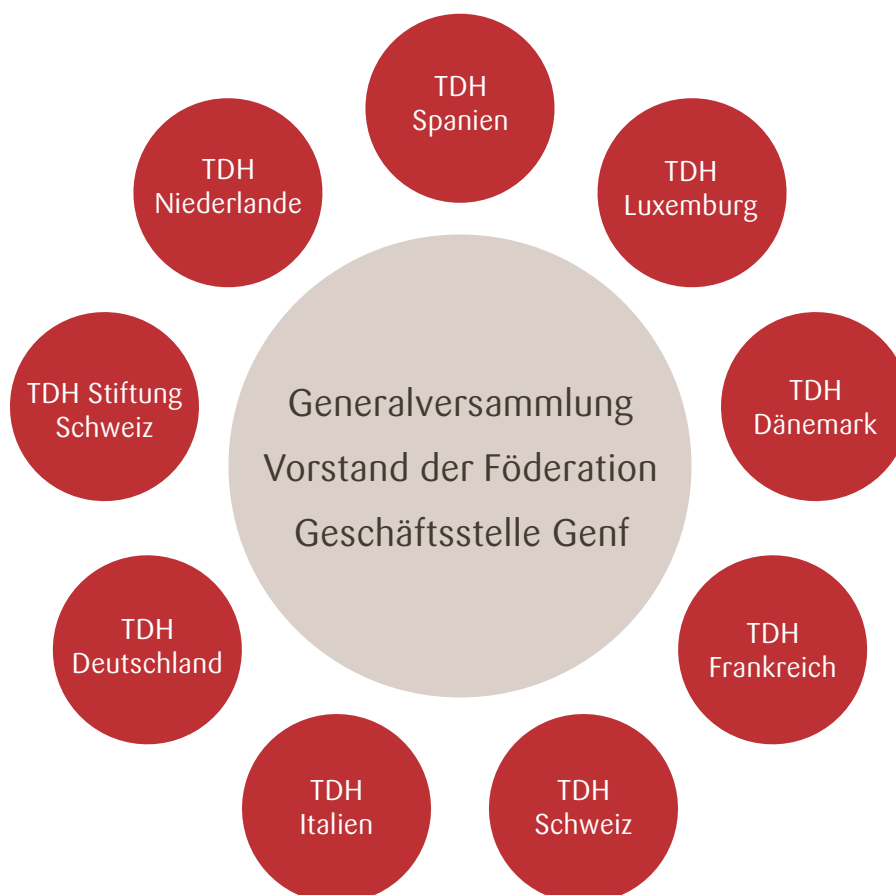 TDH
Spanien
TDH
Luxemburg
TDH
Dänemark
TDH
Frankreich
TDH
Schweiz
TDH
Italien
TDH
Deutschland
TDH Stiftung
Schweiz
TDH
Niederlande
Generalversammlung
Vorstand der Föderation
Geschäftsstelle Genf